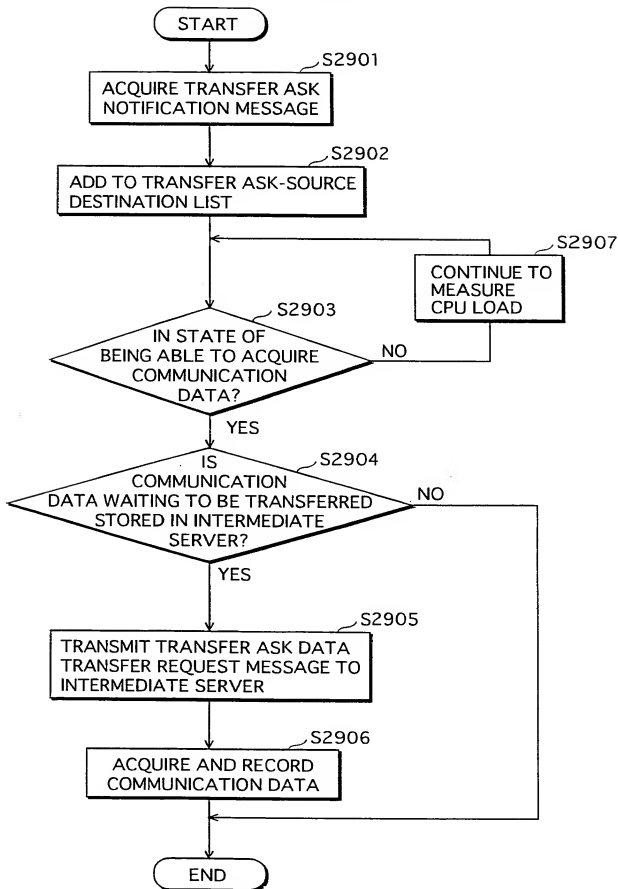 START
S2901
ACQUIRE TRANSFER ASK
NOTIFICATION MESSAGE
S2902
ADD TO TRANSFER ASK-SOURCE
DESTINATION LIST
S2907
CONTINUE TO
MEASURE
CPU LOAD
S2903
IN STATE OF
BEING ABLE TO ACQUIRE
COMMUNICATION
DATA?
NO
YES
S2904
IS
COMMUNICATION
DATA WAITING TO BE TRANSFERRED
STORED IN INTERMEDIATE
SERVER?
NO
YES
S2905
TRANSMIT TRANSFER ASK DATA
TRANSFER REQUEST MESSAGE TO
INTERMEDIATE SERVER
S2906
ACQUIRE AND RECORD
COMMUNICATION DATA
END